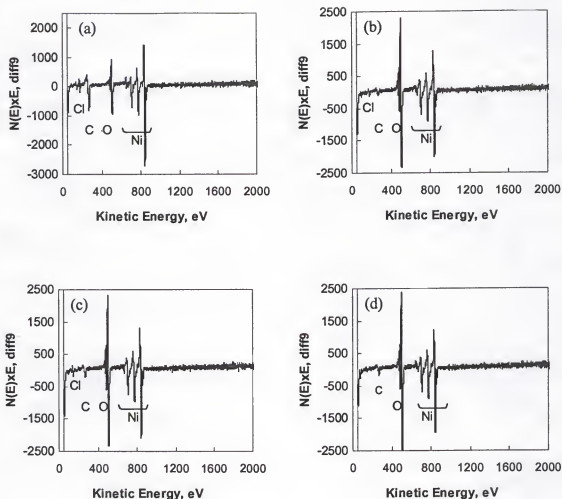 (a)
N(E)xE, diff9
2500
2000
1000
0
-1000
-2000
-3000
Cl
C O
Ni
0 400 800 1200 1600 2000
Kinetic Energy, eV
(b)
N(E)xE, diff9
2500
1500
500
-500
-1500
-2500
Cl
C O
Ni
0 400 800 1200 1600 2000
Kinetic Energy, eV
(c)
N(E)xE, diff9
2500
1500
500
-500
-1500
-2500
Cl
C O
Ni
0 400 800 1200 1600 2000
Kinetic Energy, eV
(d)
N(E)xE, diff9
2500
1500
500
-500
-1500
-2500
C
O
Ni
0 400 800 1200 1600 2000
Kinetic Energy, eV